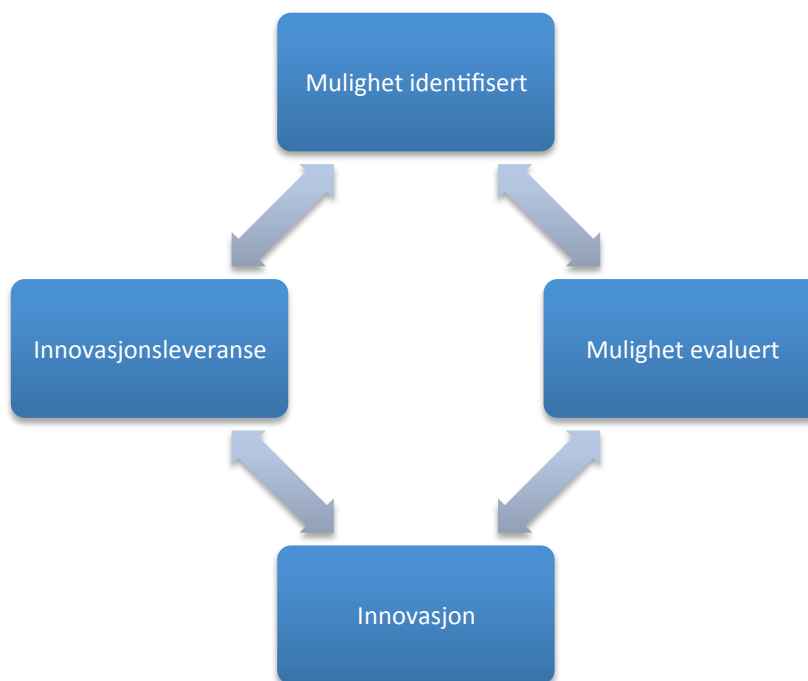 Mulighet identifisert
Innovasjonsleveranse
Mulighet evaluert
Innovasjon